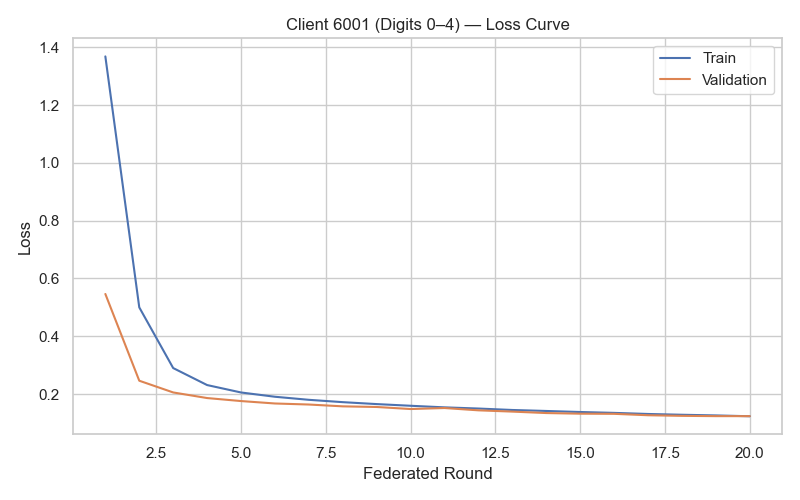 Client 6001 (Digits 0–4) — Loss Curve
Train
Validation
Loss
1.4
1.2
1.0
0.8
0.6
0.4
0.2
2.5 5.0 7.5 10.0 12.5 15.0 17.5 20.0
Federated Round